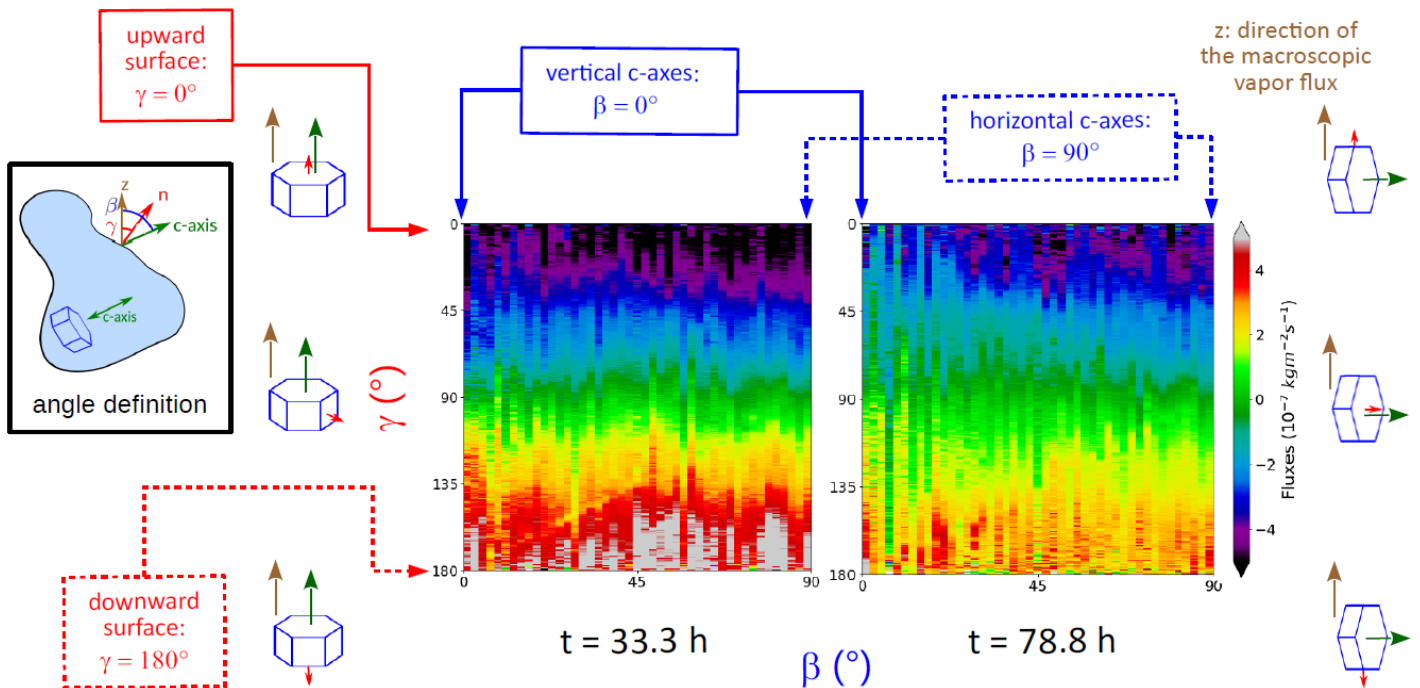 upward
surface:
γ = 0°
vertical c-axes:
β = 0°
horizontal c-axes:
β = 90°
z: direction of
the macroscopic
vapor flux
z
β
n
γ
c-axis
c-axis
angle definition
γ (°)
0
45
90
135
180
0
45
90
0
45
90
135
180
0
45
90
4
2
0
−2
−4
Fluxes (10⁻⁷ kgm⁻²s⁻¹)
downward
surface:
γ = 180°
t = 33.3 h
t = 78.8 h
β (°)